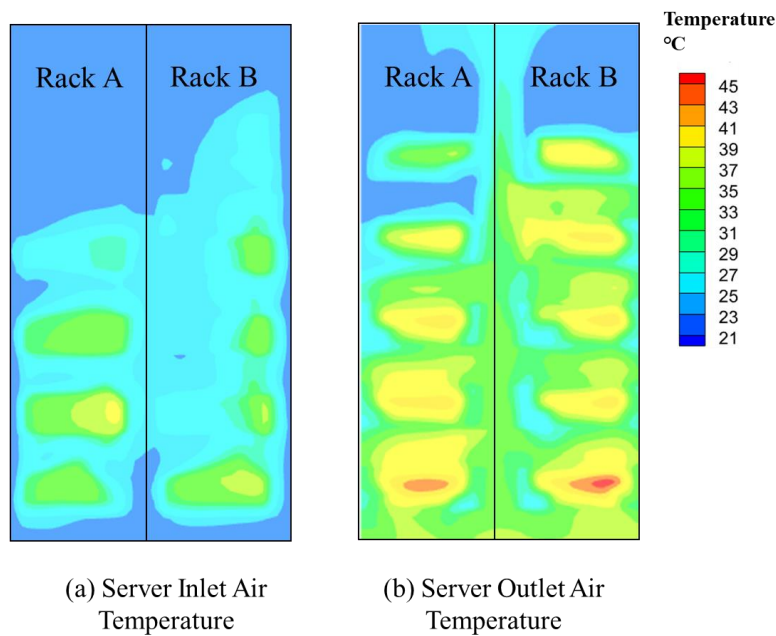 Temperature
°C
Rack A
Rack B
Rack A
Rack B
45
43
41
39
37
35
33
31
29
27
25
23
21
(a) Server Inlet Air
Temperature
(b) Server Outlet Air
Temperature